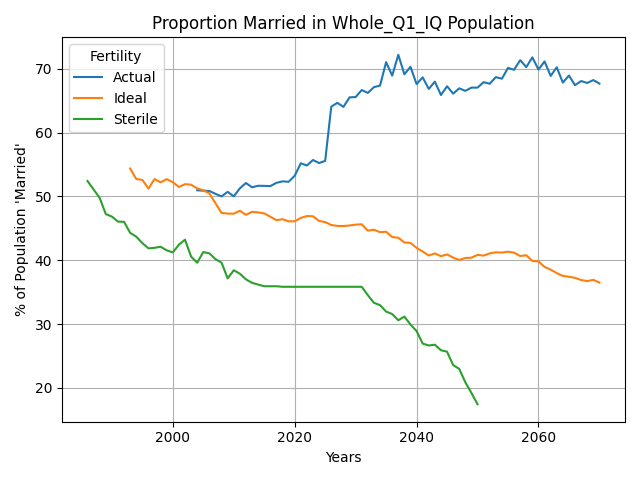 Proportion Married in Whole_Q1_IQ Population
Fertility
Actual
Ideal
Sterile
% of Population 'Married'
70
60
50
40
30
20
2000
2020
2040
2060
Years